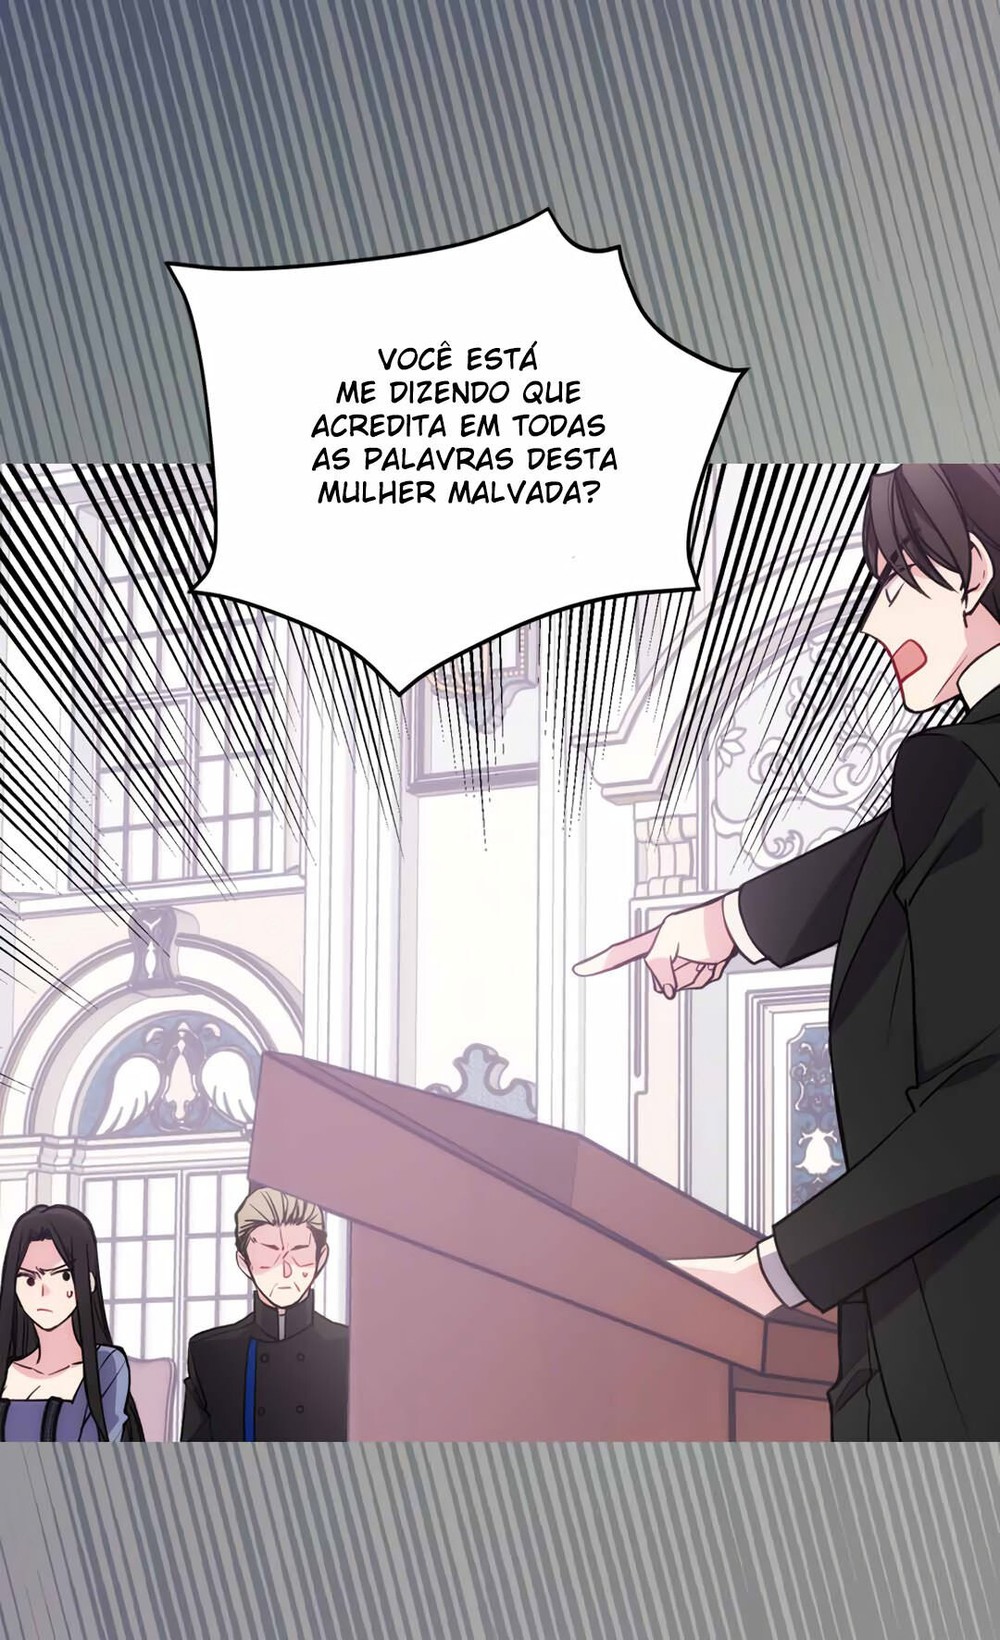 VOCÊ ESTÁ
ME DIZENDO QUE
ACREDITA EM TODAS
AS PALAVRAS DESTA
MULHER MALVADA?